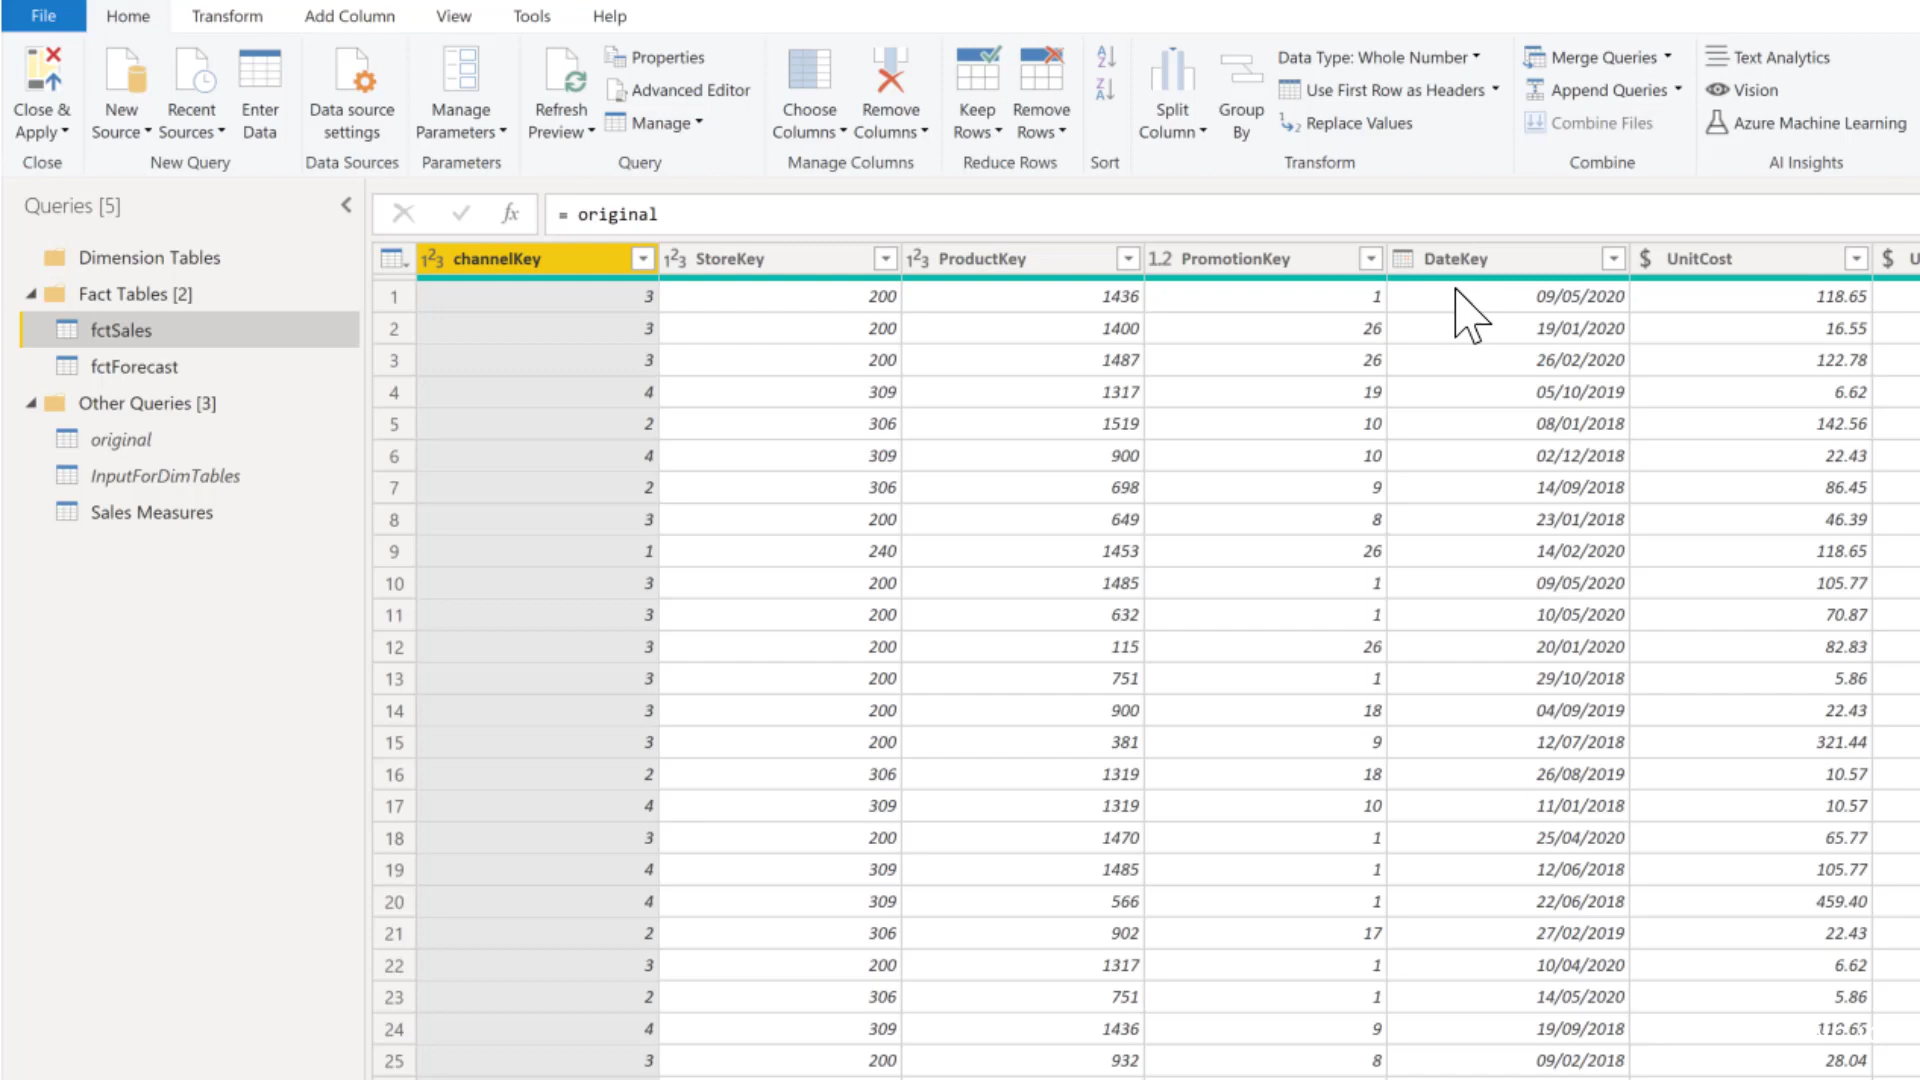 File Home Transform Add Column View Tools Help
Close & Apply New Source Recent Sources Enter Data Data source settings Manage Parameters Refresh Preview Properties Advanced Editor Manage Choose Columns Remove Columns Keep Rows Remove Rows Split Column Group By Data Type: Whole Number Use First Row as Headers Replace Values Merge Queries Append Queries Combine Files Text Analytics Vision Azure Machine Learning
Close New Query Data Sources Parameters Query Manage Columns Reduce Rows Sort Transform Combine AI Insights
Queries [5]
Dimension Tables
Fact Tables [2]
fctSales
fctForecast
Other Queries [3]
original
InputForDimTables
Sales Measures
fx = original
1²3 channelKey 1²3 StoreKey 1²3 ProductKey 1.2 PromotionKey DateKey $ UnitCost $ U
1 3 200 1436 1 09/05/2020 118.65
2 3 200 1400 26 19/01/2020 16.55
3 3 200 1487 26 26/02/2020 122.78
4 4 309 1317 19 05/10/2019 6.62
5 2 306 1519 10 08/01/2018 142.56
6 4 309 900 10 02/12/2018 22.43
7 2 306 698 9 14/09/2018 86.45
8 3 200 649 8 23/01/2018 46.39
9 1 240 1453 26 14/02/2020 118.65
10 3 200 1485 1 09/05/2020 105.77
11 3 200 632 1 10/05/2020 70.87
12 3 200 115 26 20/01/2020 82.83
13 3 200 751 1 29/10/2018 5.86
14 3 200 900 18 04/09/2019 22.43
15 3 200 381 9 12/07/2018 321.44
16 2 306 1319 18 26/08/2019 10.57
17 4 309 1319 10 11/01/2018 10.57
18 3 200 1470 1 25/04/2020 65.77
19 4 309 1485 1 12/06/2018 105.77
20 4 309 566 1 22/06/2018 459.40
21 2 306 902 17 27/02/2019 22.43
22 3 200 1317 1 10/04/2020 6.62
23 2 306 751 1 14/05/2020 5.86
24 4 309 1436 9 19/09/2018 118.65
25 3 200 932 8 09/02/2018 28.04